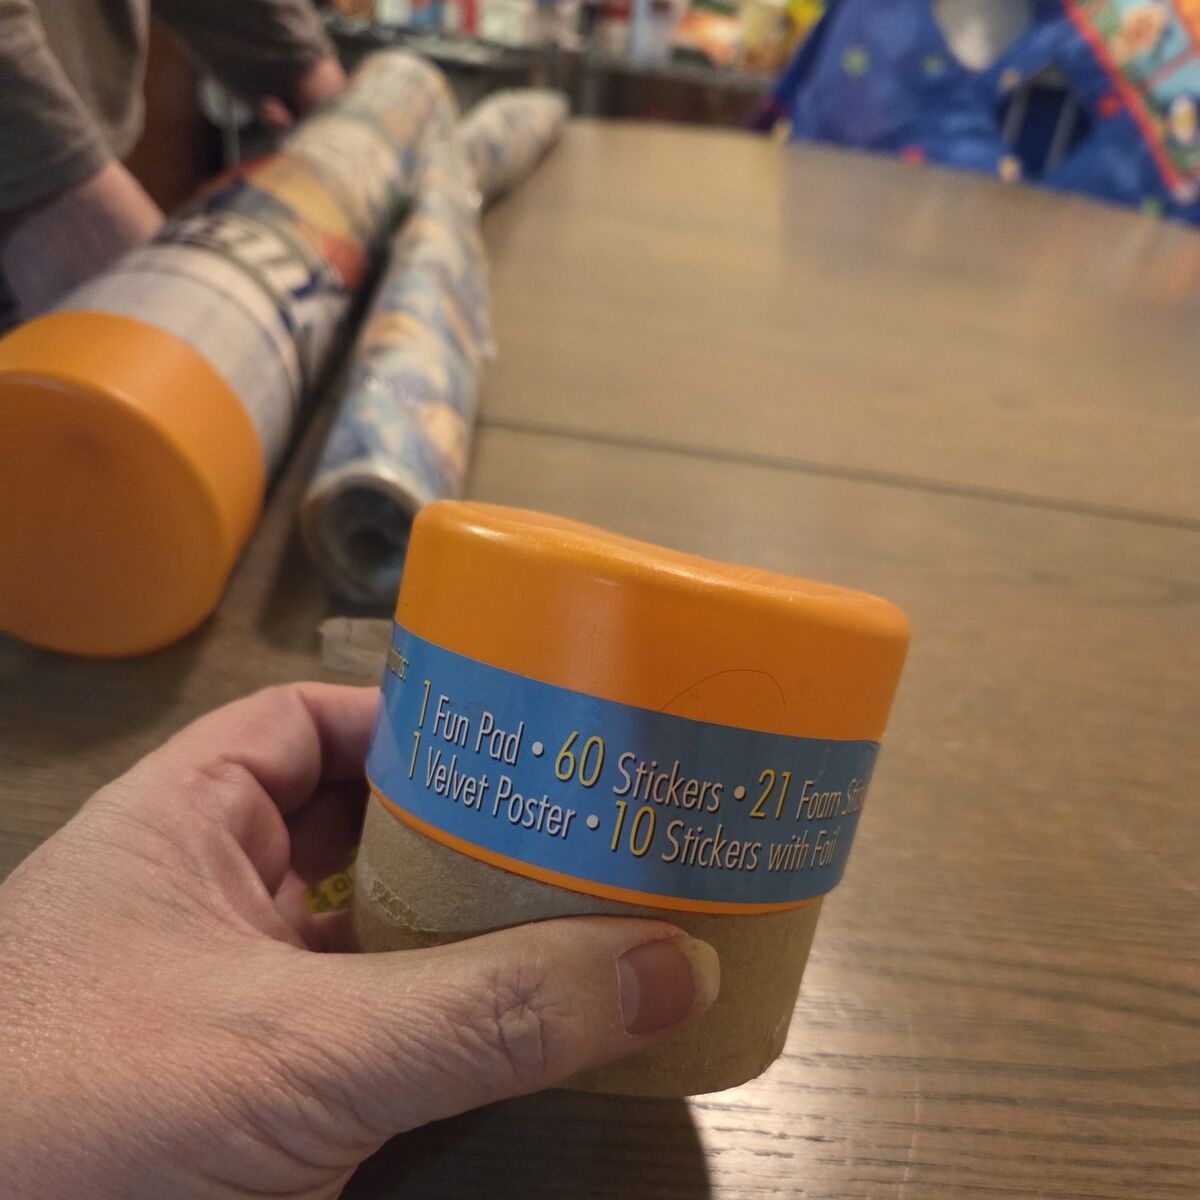 1 Fun Pad • 60 Stickers • 21 Foam
1 Velvet Poster • 10 Stickers with Foil